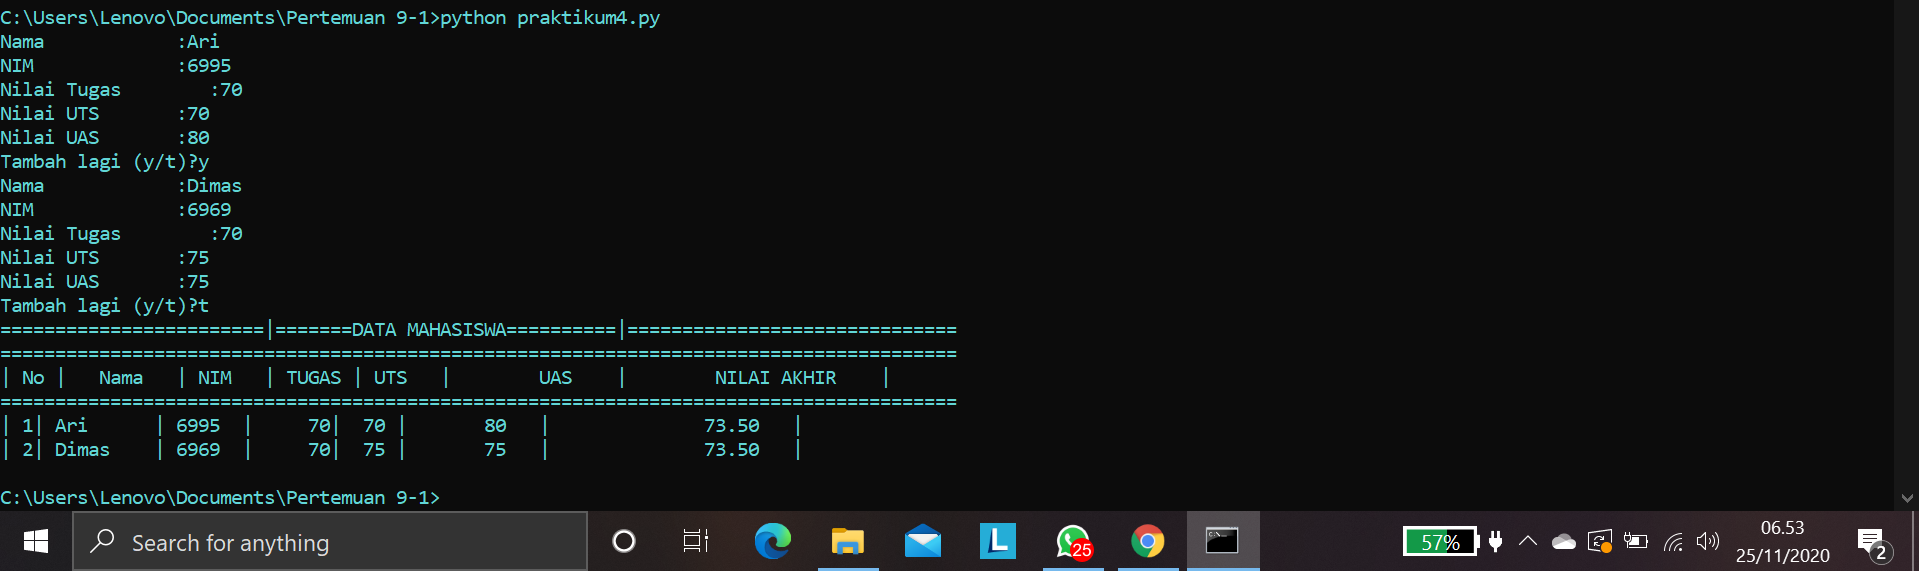 C:\Users\Lenovo\Documents\Pertemuan 9-1>python praktikum4.py
Nama            :Ari
NIM             :6995
Nilai Tugas        :70
Nilai UTS       :70
Nilai UAS       :80
Tambah lagi (y/t)?y
Nama            :Dimas
NIM             :6969
Nilai Tugas        :70
Nilai UTS       :75
Nilai UAS       :75
Tambah lagi (y/t)?t
========================|=======DATA MAHASISWA==========|==============================
=======================================================================================
| No |   Nama   | NIM   | TUGAS | UTS   |        UAS    |        NILAI AKHIR    |
=======================================================================================
| 1| Ari      | 6995  |     70|  70 |       80   |              73.50   |
| 2| Dimas    | 6969  |     70|  75 |       75   |              73.50   |
C:\Users\Lenovo\Documents\Pertemuan 9-1>
Search for anything
L
25
C:\.
57%
06.53
25/11/2020
2